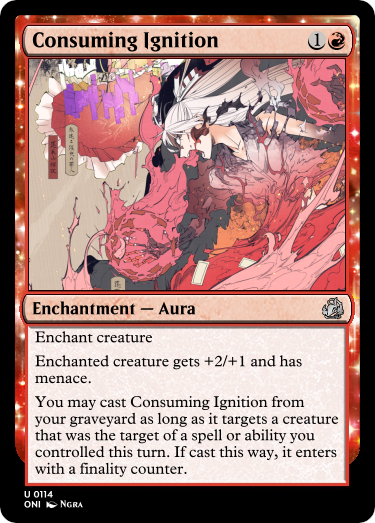 Consuming Ignition 1
Enchantment — Aura
Enchant creature
Enchanted creature gets +2/+1 and has
menace.
You may cast Consuming Ignition from
your graveyard as long as it targets a creature
that was the target of a spell or ability you
controlled this turn. If cast this way, it enters
with a finality counter.
U 0114
ONI NGRA